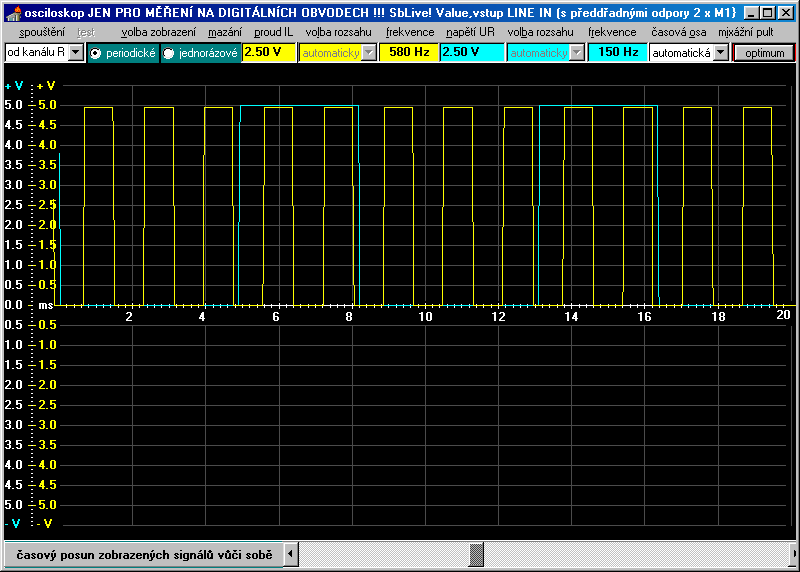 osciloskop JEN PRO MĚŘENÍ NA DIGITÁLNÍCH OBVODECH !!! SbLive! Value,vstup LINE IN (s předdřadnými odpory 2 x M1)
spouštění test volba zobrazení mazání proud IL volba rozsahu frekvence napětí UR volba rozsahu frekvence časová osa mixážní pult
od kanálu R periodické jednorázové 2.50 V automaticky 580 Hz 2.50 V automaticky 150 Hz automatická optimum
+ V + V
5.0 5.0
4.5 4.5
4.0 4.0
3.5 3.5
3.0 3.0
2.5 2.5
2.0 2.0
1.5 1.5
1.0 1.0
0.5 0.5
0.0 ms
2 4 6 8 10 12 14 16 18 20
0.5 0.5
1.0 1.0
1.5 1.5
2.0 2.0
2.5 2.5
3.0 3.0
3.5 3.5
4.0 4.0
4.5 4.5
5.0 5.0
- V - V
časový posun zobrazených signálů vůči sobě